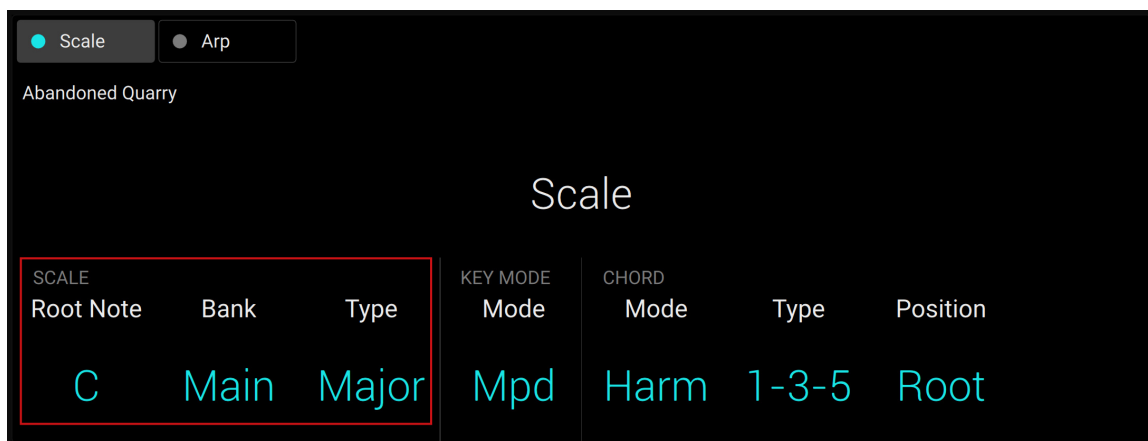 Scale Arp
Abandoned Quarry
Scale
SCALE KEY MODE CHORD
Root Note Bank Type Mode Mode Type Position
C Main Major Mpd Harm 1-3-5 Root